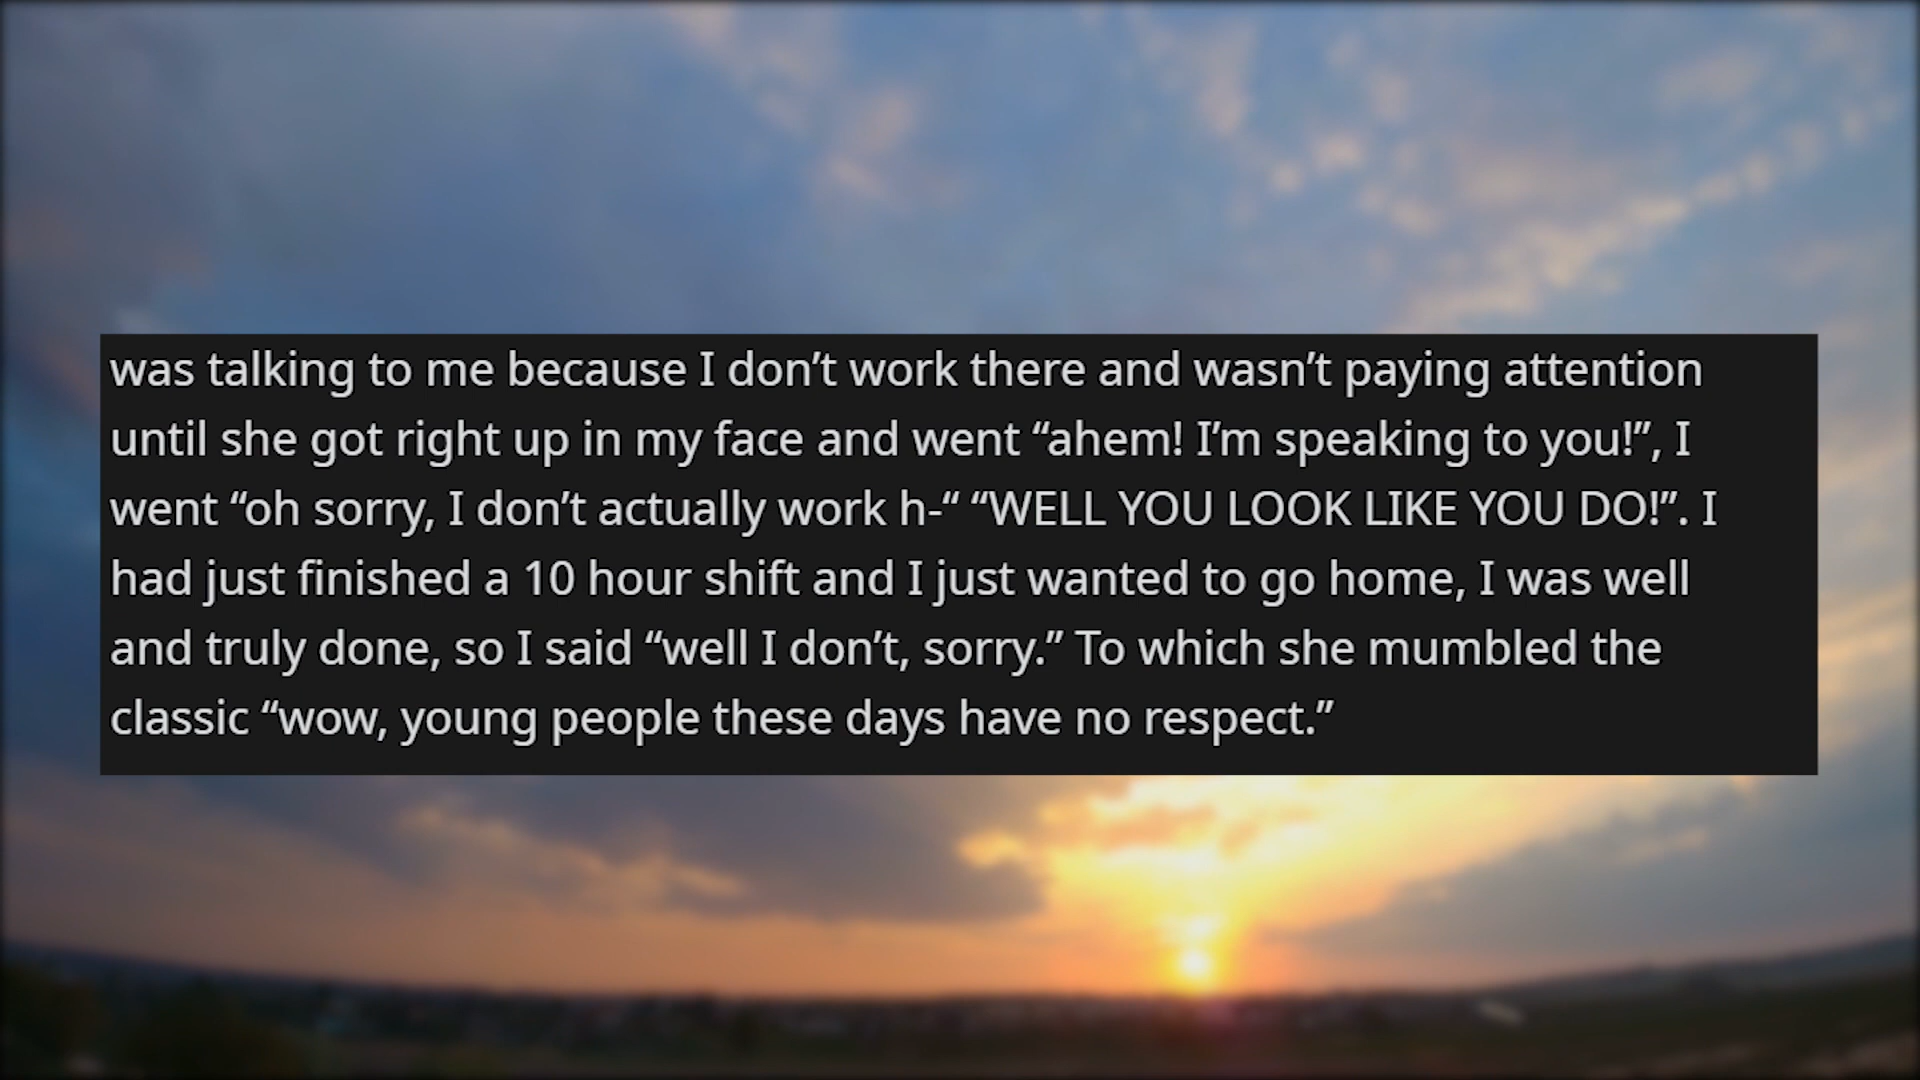 was talking to me because I don’t work there and wasn’t paying attention
until she got right up in my face and went “ahem! I’m speaking to you!”, I
went “oh sorry, I don’t actually work h-“ “WELL YOU LOOK LIKE YOU DO!”. I
had just finished a 10 hour shift and I just wanted to go home, I was well
and truly done, so I said “well I don’t, sorry.” To which she mumbled the
classic “wow, young people these days have no respect.”